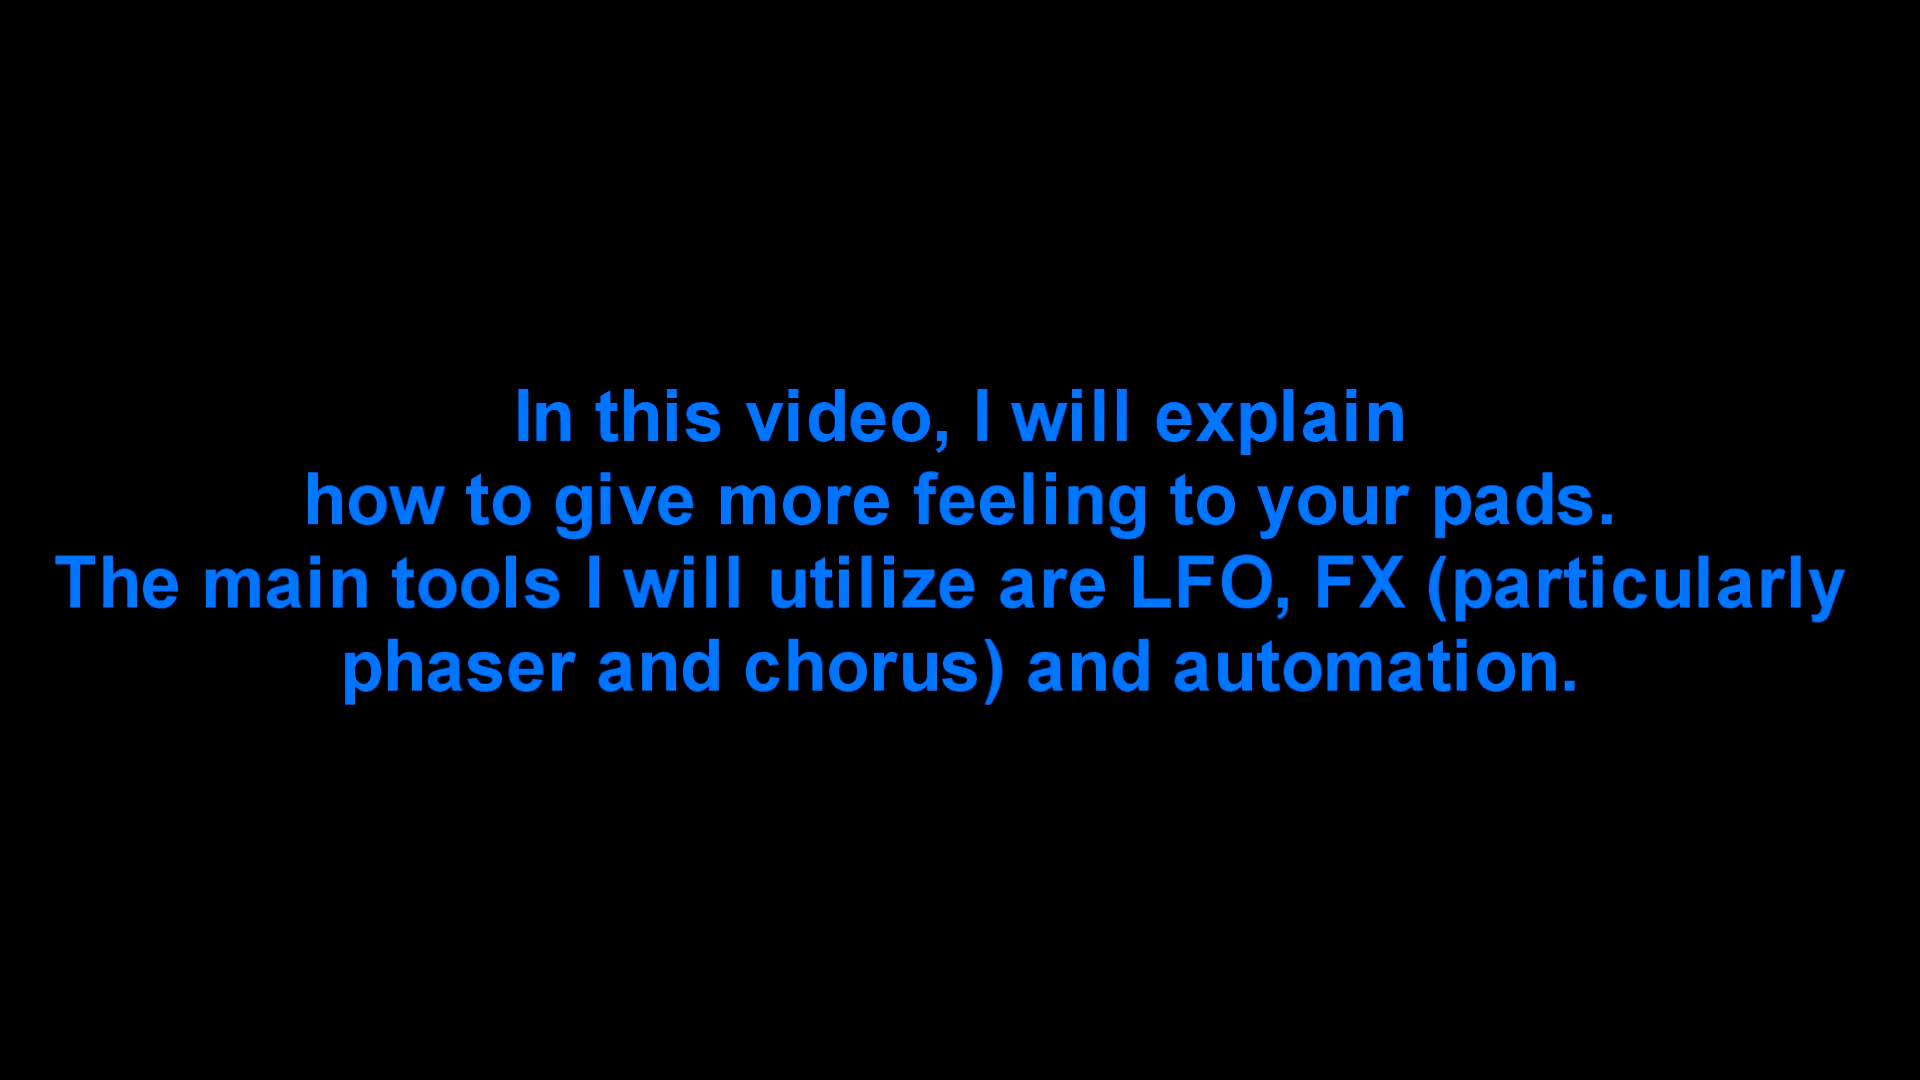 In this video, I will explain
how to give more feeling to your pads.
The main tools I will utilize are LFO, FX (particularly
phaser and chorus) and automation.